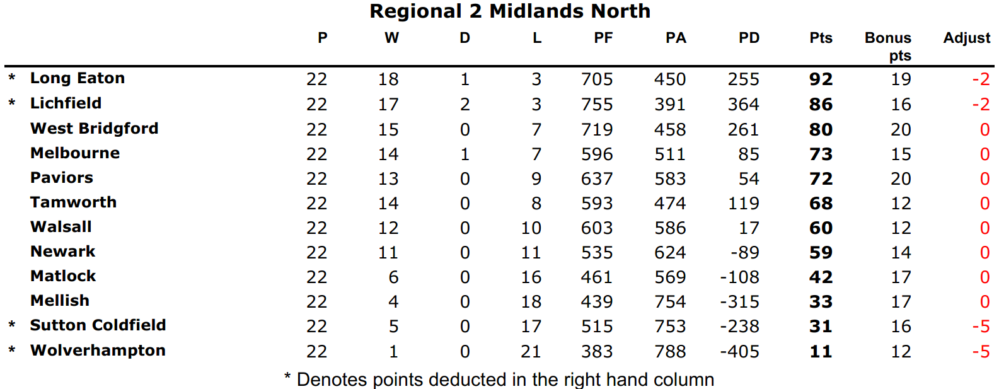 Regional 2 Midlands North
P W D L PF PA PD Pts Bonus pts Adjust
* Long Eaton 22 18 1 3 705 450 255 92 19 -2
* Lichfield 22 17 2 3 755 391 364 86 16 -2
West Bridgford 22 15 0 7 719 458 261 80 20 0
Melbourne 22 14 1 7 596 511 85 73 15 0
Paviors 22 13 0 9 637 583 54 72 20 0
Tamworth 22 14 0 8 593 474 119 68 12 0
Walsall 22 12 0 10 603 586 17 60 12 0
Newark 22 11 0 11 535 624 -89 59 14 0
Matlock 22 6 0 16 461 569 -108 42 17 0
Mellish 22 4 0 18 439 754 -315 33 17 0
* Sutton Coldfield 22 5 0 17 515 753 -238 31 16 -5
* Wolverhampton 22 1 0 21 383 788 -405 11 12 -5
* Denotes points deducted in the right hand column